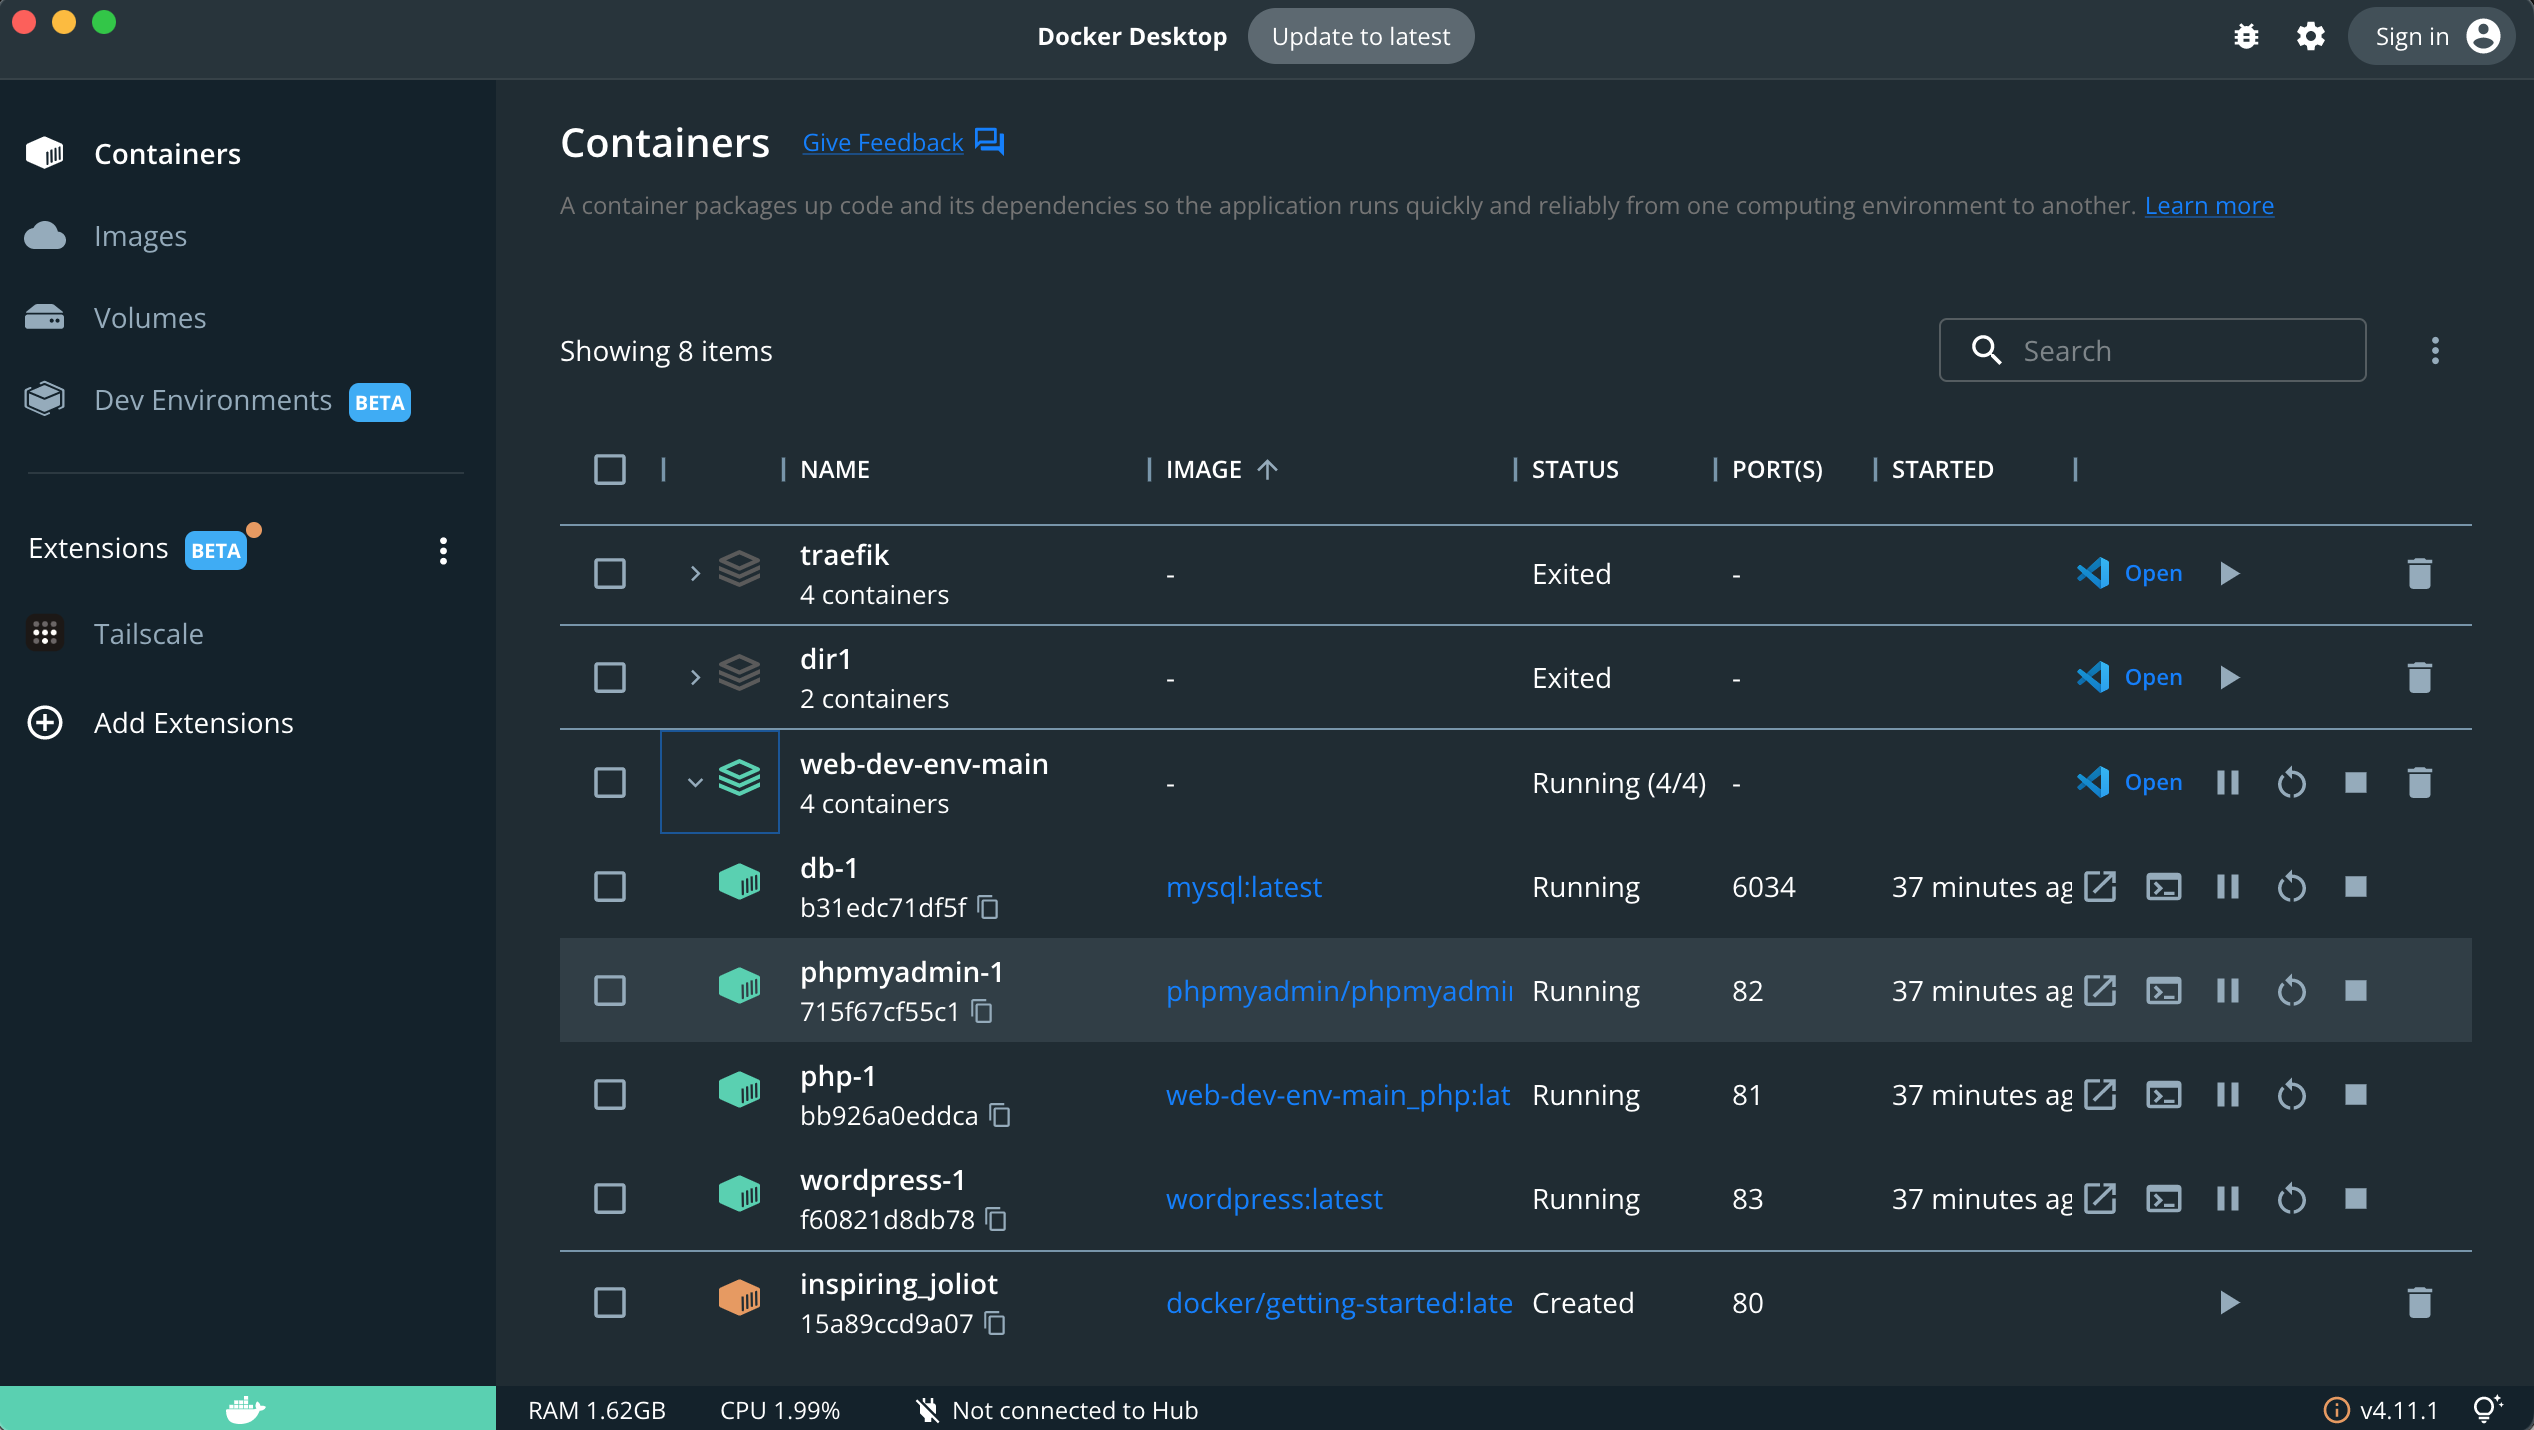 Docker Desktop Update to latest Sign in
Containers
Images
Volumes
Dev Environments BETA
Extensions BETA
Tailscale
Add Extensions
Containers Give Feedback
A container packages up code and its dependencies so the application runs quickly and reliably from one computing environment to another. Learn more
Showing 8 items Search
NAME IMAGE STATUS PORT(S) STARTED
traefik
4 containers - Exited - Open
dir1
2 containers - Exited - Open
web-dev-env-main
4 containers - Running (4/4) - Open
db-1
b31edc71df5f mysql:latest Running 6034 37 minutes ag
phpmyadmin-1
715f67cf55c1 phpmyadmin/phpmyadmin Running 82 37 minutes ag
php-1
bb926a0eddca web-dev-env-main_php:lat Running 81 37 minutes ag
wordpress-1
f60821d8db78 wordpress:latest Running 83 37 minutes ag
inspiring_joliot
15a89ccd9a07 docker/getting-started:late Created 80
RAM 1.62GB CPU 1.99% Not connected to Hub v4.11.1